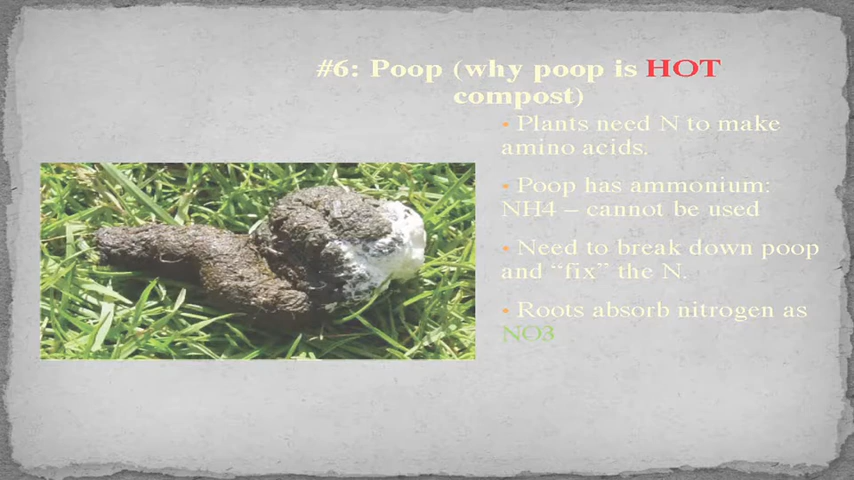 #6: Poop (why poop is HOT
compost)
• Plants need N to make
amino acids.
• Poop has ammonium:
NH4 – cannot be used
• Need to break down poop
and “fix” the N.
• Roots absorb nitrogen as
NO3